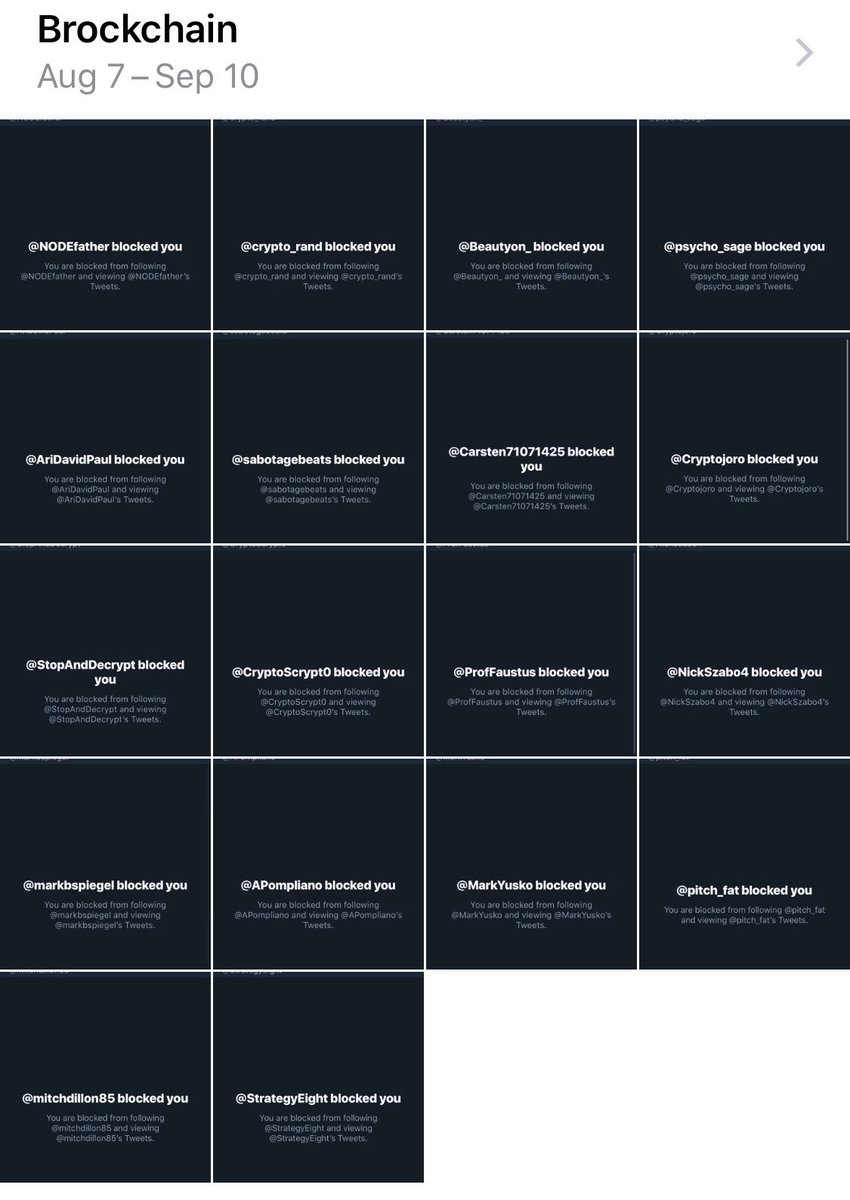 Brockchain
Aug 7 – Sep 10
@NODEfather blocked you
You are blocked from following
@NODEfather and viewing @NODEfather's
Tweets.
@crypto_rand blocked you
You are blocked from following
@crypto_rand and viewing @crypto_rand's
Tweets.
@Beautyon_ blocked you
You are blocked from following
@Beautyon_ and viewing @Beautyon_'s
Tweets.
@psycho_sage blocked you
You are blocked from following
@psycho_sage and viewing
@psycho_sage's Tweets.
@AriDavidPaul blocked you
You are blocked from following
@AriDavidPaul and viewing
@AriDavidPaul's Tweets.
@sabotagebeats blocked you
You are blocked from following
@sabotagebeats and viewing
@sabotagebeats's Tweets.
@Carsten71071425 blocked
you
You are blocked from following
@Carsten71071425 and viewing
@Carsten71071425's Tweets.
@Cryptojoro blocked you
You are blocked from following
@Cryptojoro and viewing @Cryptojoro's
Tweets.
@StopAndDecrypt blocked
you
You are blocked from following
@StopAndDecrypt and viewing
@StopAndDecrypt's Tweets.
@CryptoScrypt0 blocked you
You are blocked from following
@CryptoScrypt0 and viewing
@CryptoScrypt0's Tweets.
@ProfFaustus blocked you
You are blocked from following
@ProfFaustus and viewing @ProfFaustus's
Tweets.
@NickSzabo4 blocked you
You are blocked from following
@NickSzabo4 and viewing @NickSzabo4's
Tweets.
@markbspiegel blocked you
You are blocked from following
@markbspiegel and viewing
@markbspiegel's Tweets.
@APompliano blocked you
You are blocked from following
@APompliano and viewing @APompliano's
Tweets.
@MarkYusko blocked you
You are blocked from following
@MarkYusko and viewing @MarkYusko's
Tweets.
@pitch_fat blocked you
You are blocked from following @pitch_fat
and viewing @pitch_fat's Tweets.
@mitchdillon85 blocked you
You are blocked from following
@mitchdillon85 and viewing
@mitchdillon85's Tweets.
@StrategyEight blocked you
You are blocked from following
@StrategyEight and viewing
@StrategyEight's Tweets.